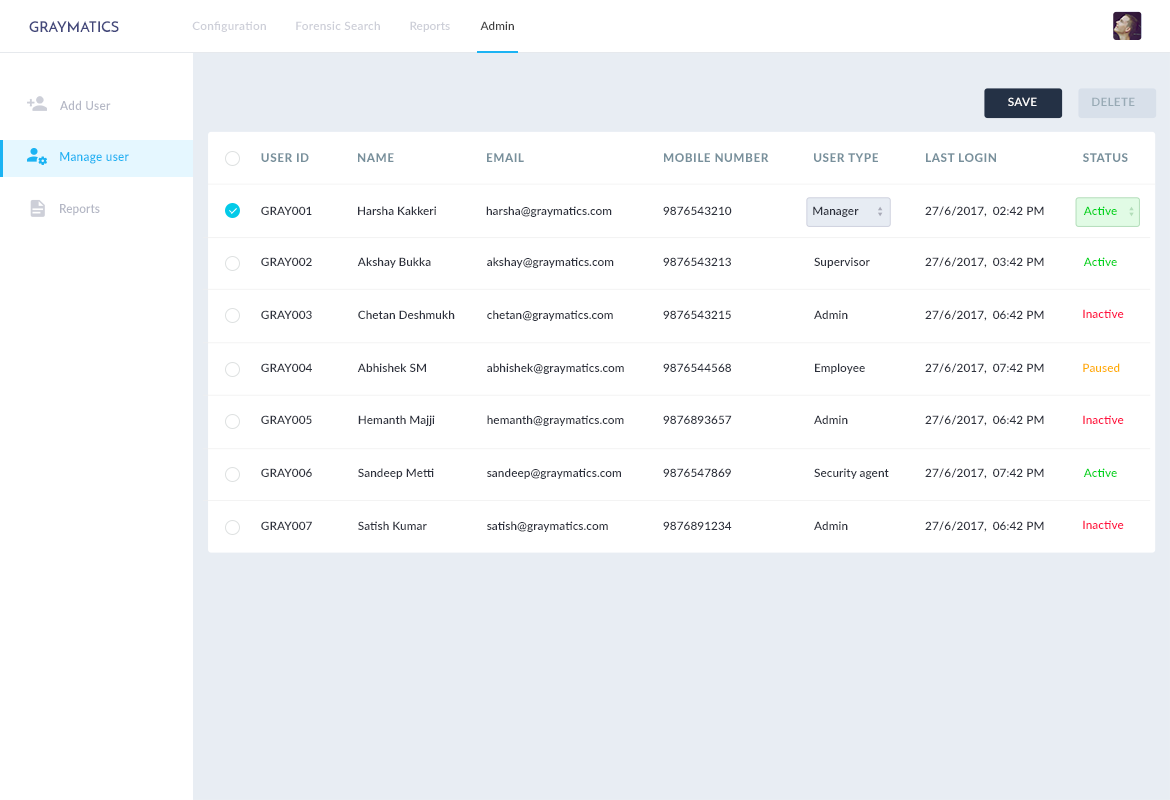 GRAYMATICS Configuration Forensic Search Reports Admin
SAVE DELETE
Add User
Manage user
Reports
USER ID NAME EMAIL MOBILE NUMBER USER TYPE LAST LOGIN STATUS
GRAY001 Harsha Kakkeri harsha@graymatics.com 9876543210 Manager 27/6/2017, 02:42 PM Active
GRAY002 Akshay Bukka akshay@graymatics.com 9876543213 Supervisor 27/6/2017, 03:42 PM Active
GRAY003 Chetan Deshmukh chetan@graymatics.com 9876543215 Admin 27/6/2017, 06:42 PM Inactive
GRAY004 Abhishek SM abhishek@graymatics.com 9876544568 Employee 27/6/2017, 07:42 PM Paused
GRAY005 Hemanth Majji hemanth@graymatics.com 9876893657 Admin 27/6/2017, 06:42 PM Inactive
GRAY006 Sandeep Metti sandeep@graymatics.com 9876547869 Security agent 27/6/2017, 07:42 PM Active
GRAY007 Satish Kumar satish@graymatics.com 9876891234 Admin 27/6/2017, 06:42 PM Inactive